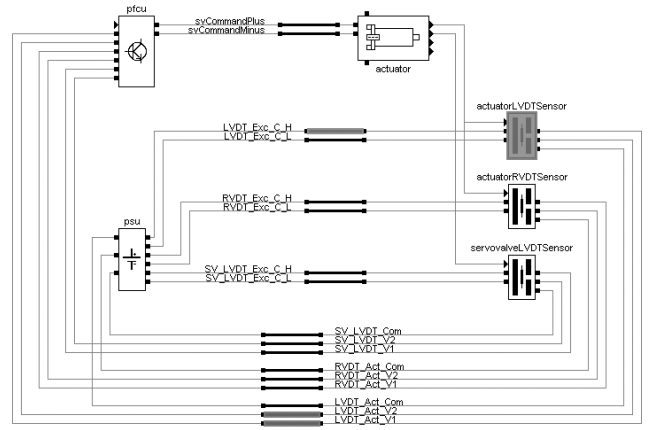 pfcu
svCommandPlus
svCommandMinus
actuator
actuatorLVDTSensor
LVDT_Exc_C_H
LVDT_Exc_C_L
actuatorRVDTSensor
RVDT_Exc_C_H
RVDT_Exc_C_L
psu
servovalveLVDTSensor
SV_LVDT_Exc_C_H
SV_LVDT_Exc_C_L
SV_LVDT_Com
SV_LVDT_V2
SV_LVDT_V1
RVDT_Act_Com
RVDT_Act_V2
RVDT_Act_V1
LVDT_Act_Com
LVDT_Act_V2
LVDT_Act_V1